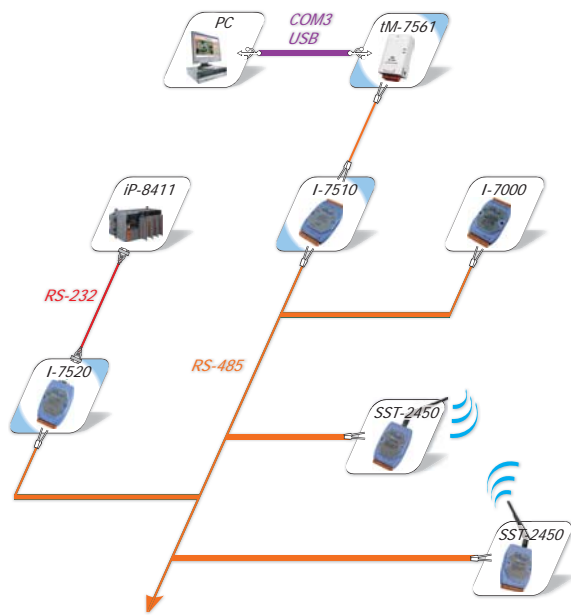 PC
COM3
USB
tM-7561
iP-8411
I-7510
I-7000
RS-232
RS-485
I-7520
SST-2450
SST-2450